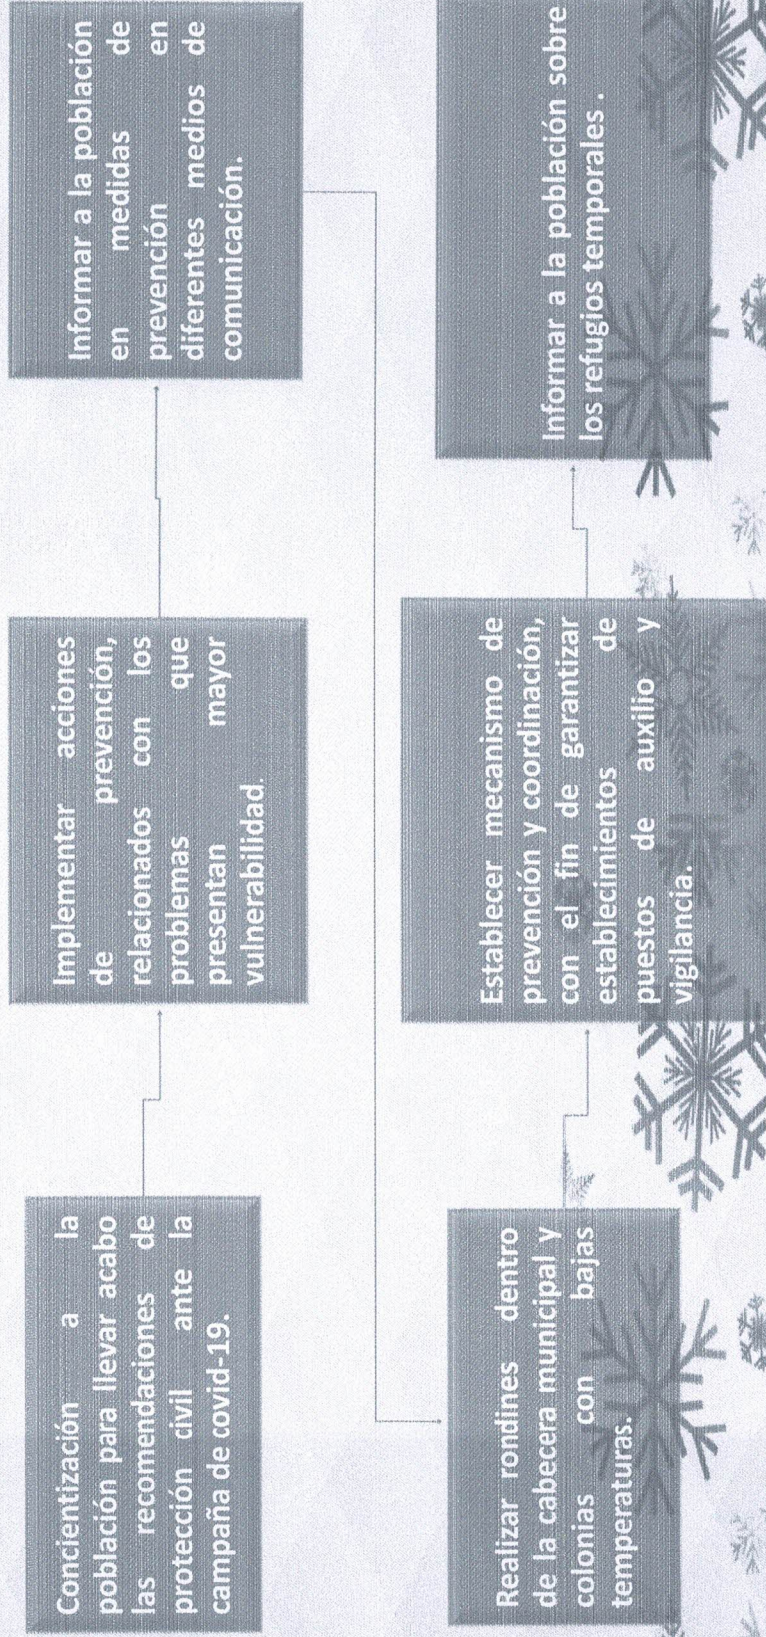 Concientización a la
población para llevar acabo
las recomendaciones de
protección civil ante la
campaña de covid-19.
Implementar acciones
de prevención,
relacionados con los
problemas que
presentan mayor
vulnerabilidad.
Informar a la población
en medidas de
prevención en
diferentes medios de
comunicación.
Realizar rondines dentro
de la cabecera municipal y
colonias con bajas
temperaturas.
Establecer mecanismo de
prevención y coordinación,
con el fin de garantizar
establecimientos de
puestos de auxilio y
vigilancia.
Informar a la población sobre
los refugios temporales .